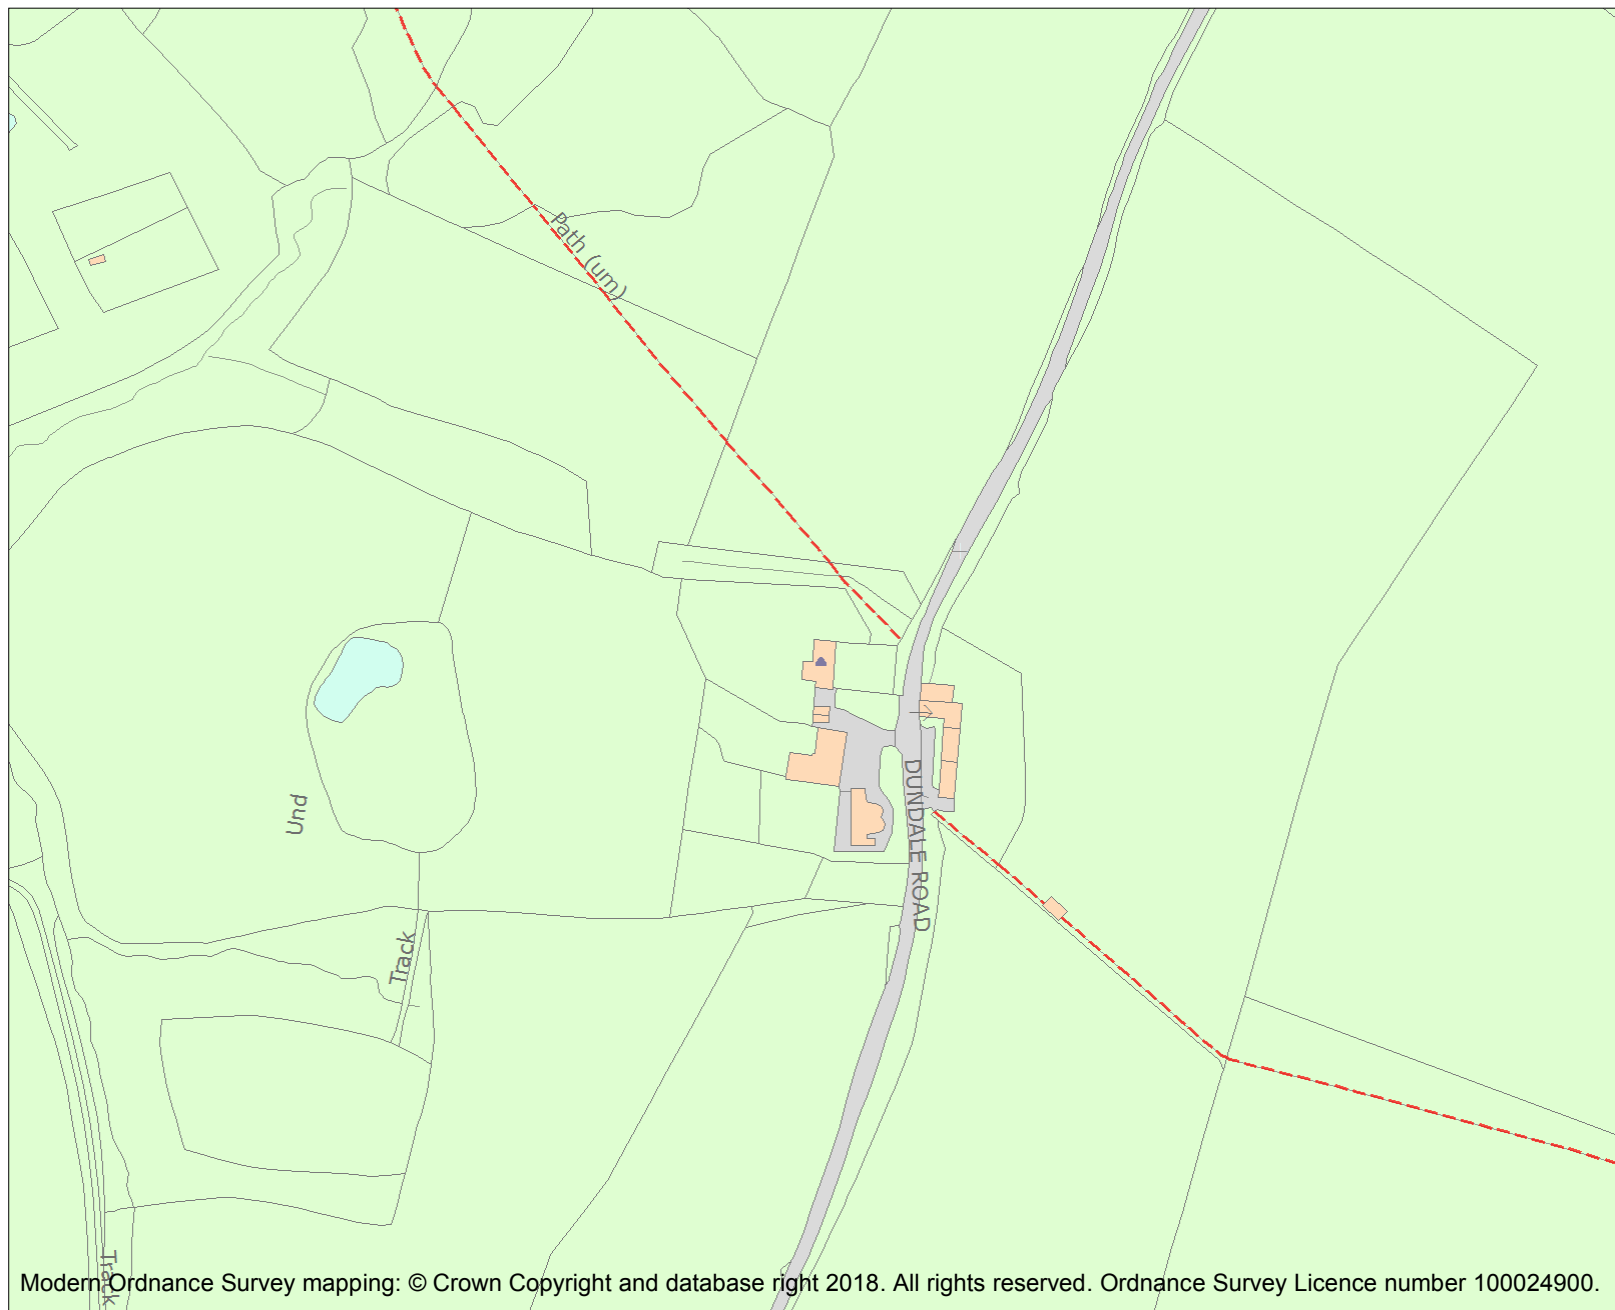 Path (um)
DUNDALE ROAD
Und
Track
Track
Modern Ordnance Survey mapping: © Crown Copyright and database right 2018. All rights reserved. Ordnance Survey Licence number 100024900.